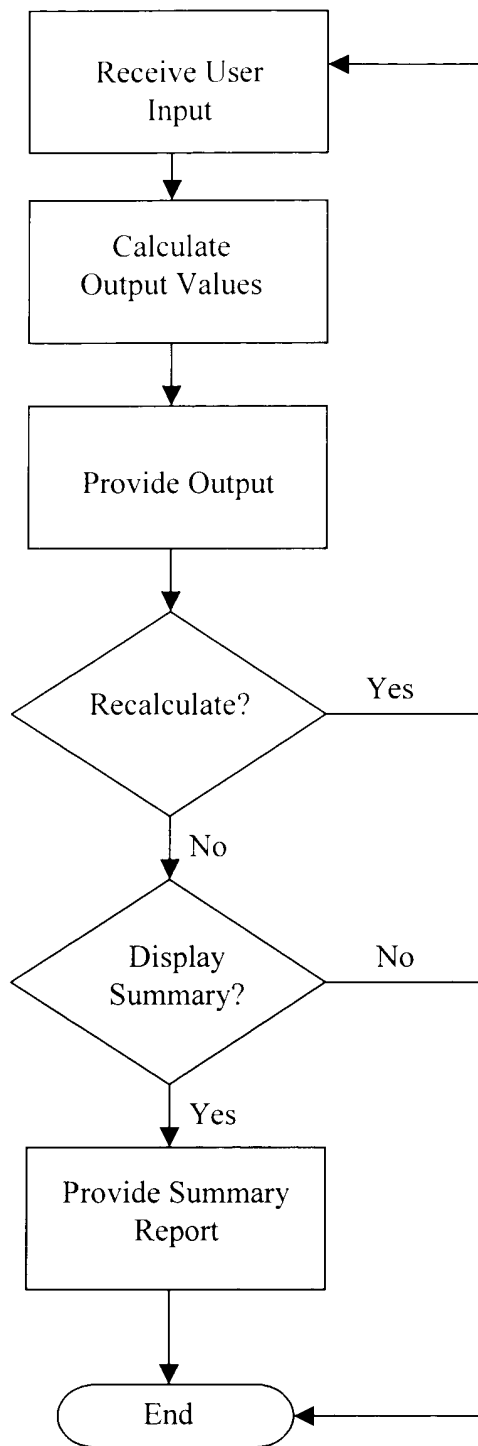 Receive User
Input
Calculate
Output Values
Provide Output
Recalculate?
Yes
No
Display
Summary?
No
Yes
Provide Summary
Report
End